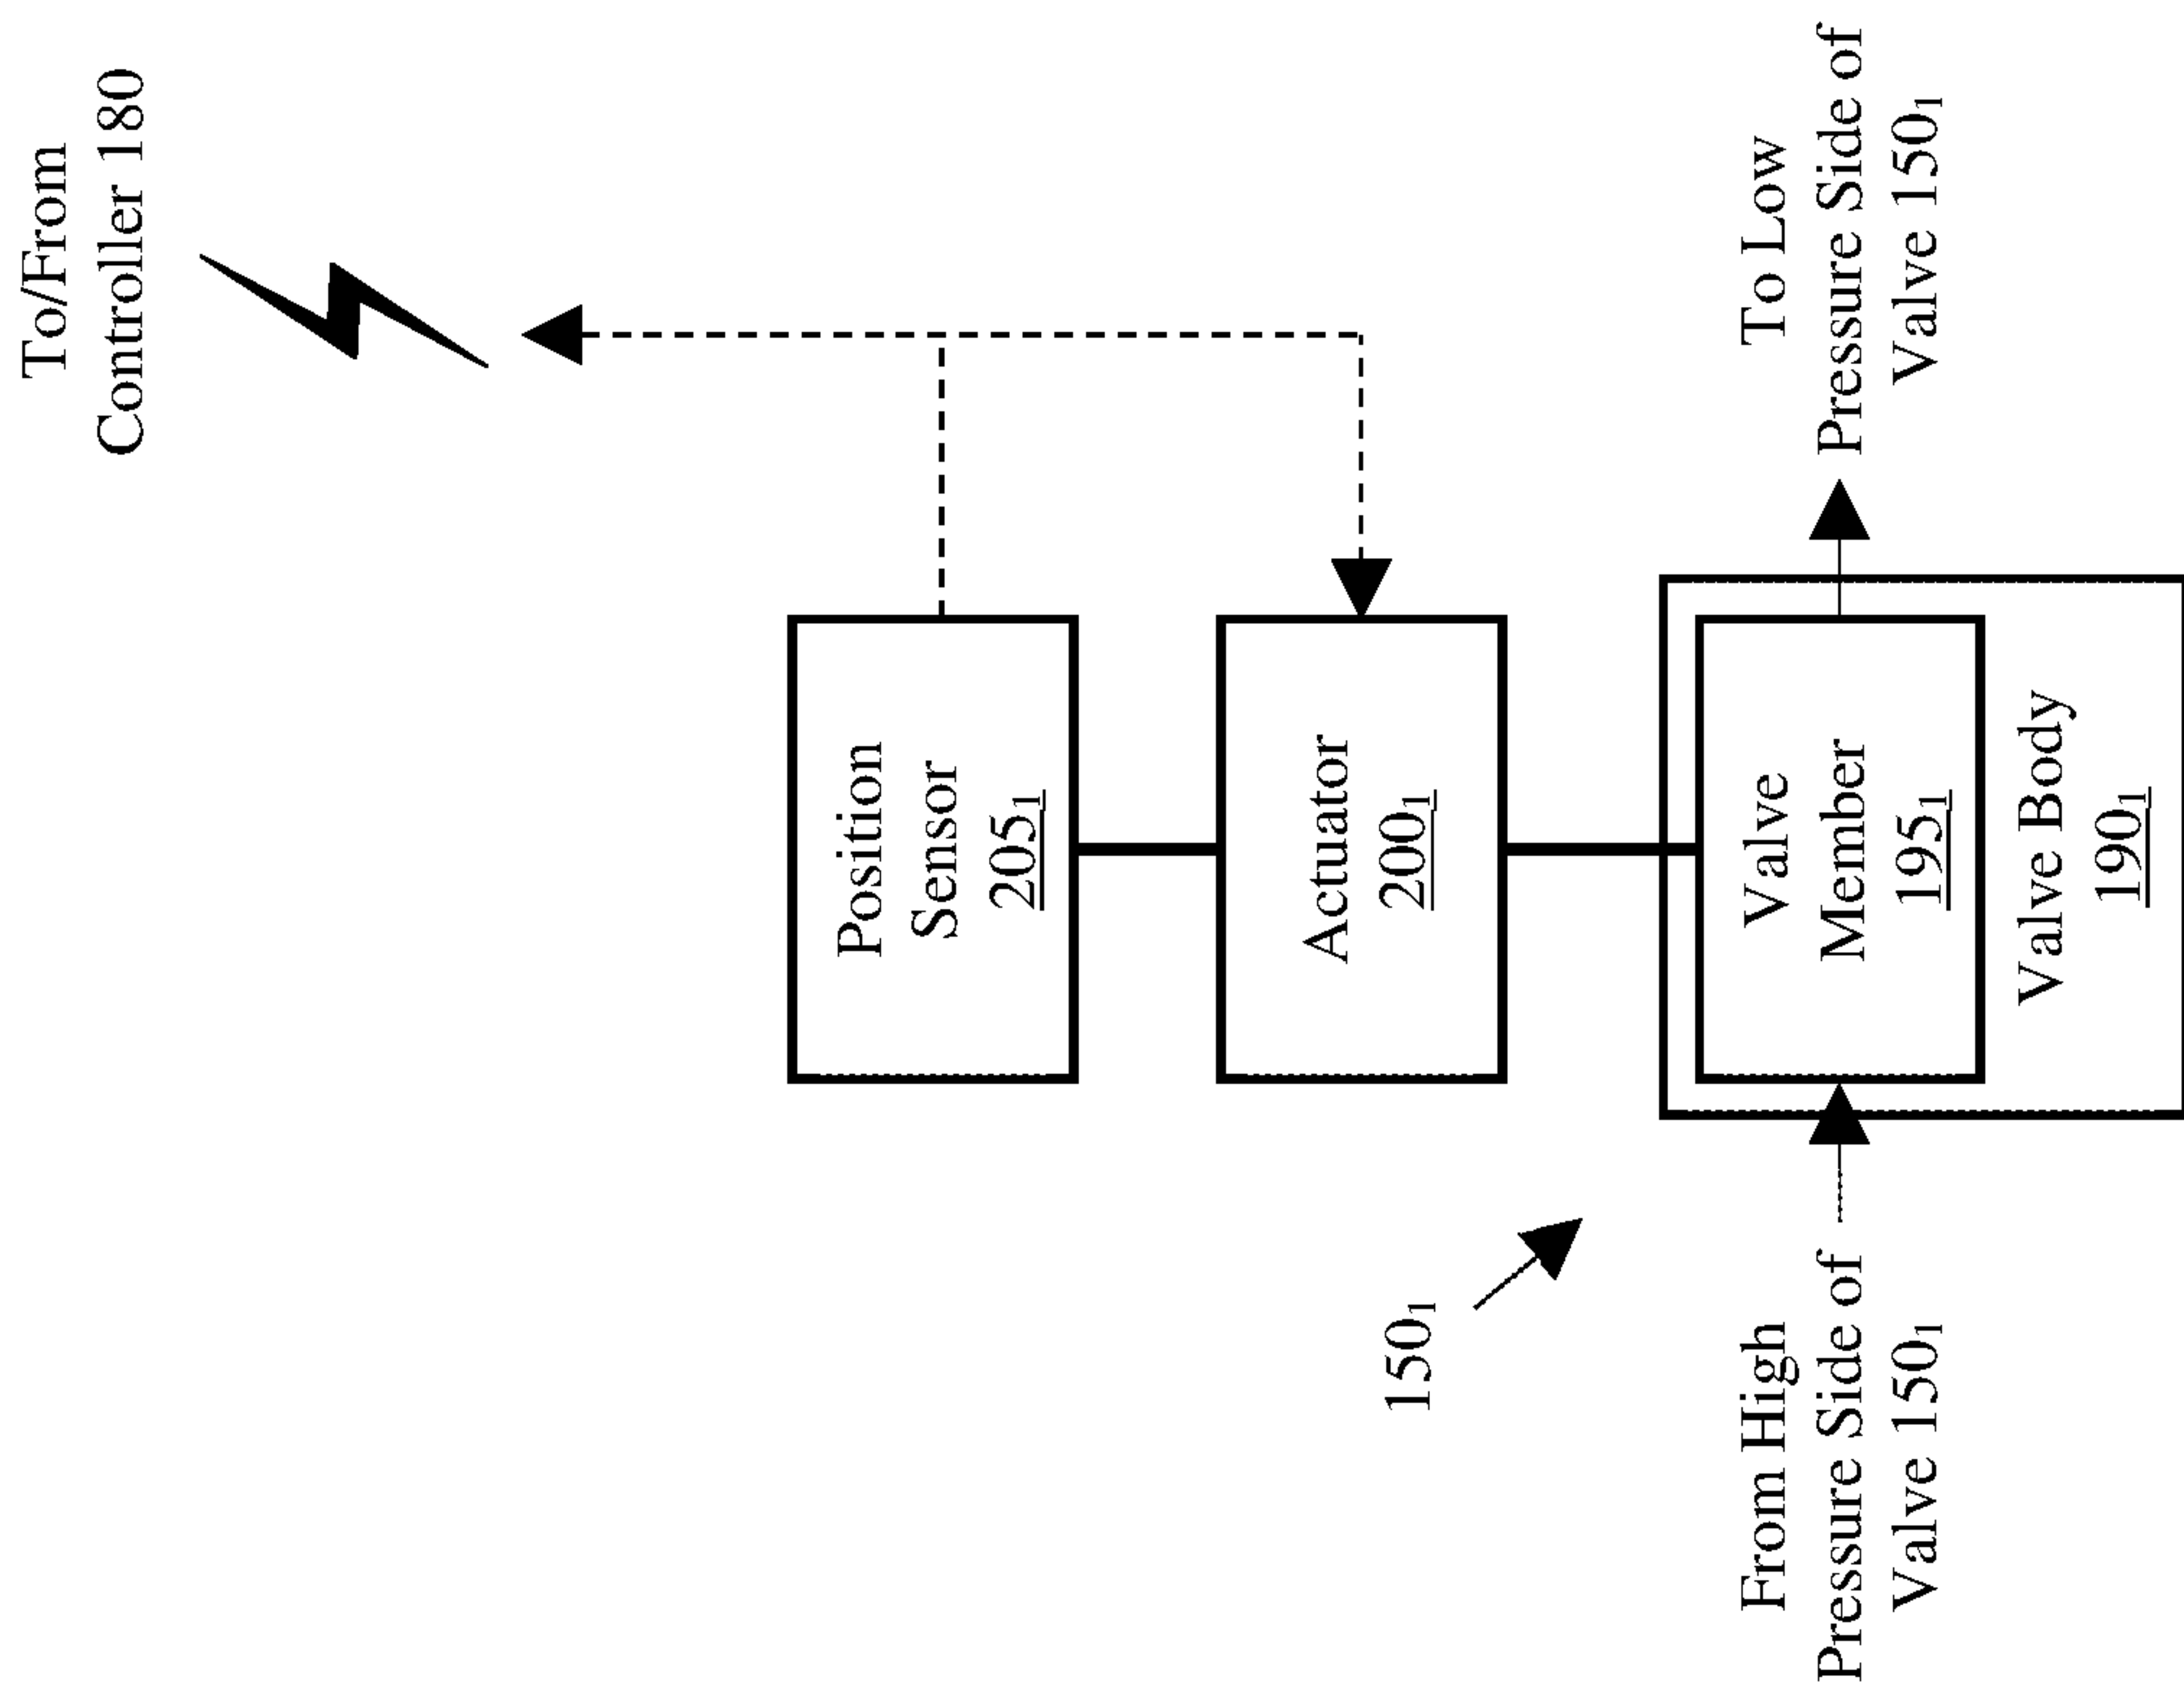 To/From
Controller 180
Position
Sensor
205₁
Actuator
200₁
150₁
From High
Pressure Side of
Valve 150₁
Valve
Member
195₁
Valve Body
190₁
To Low
Pressure Side of
Valve 150₁